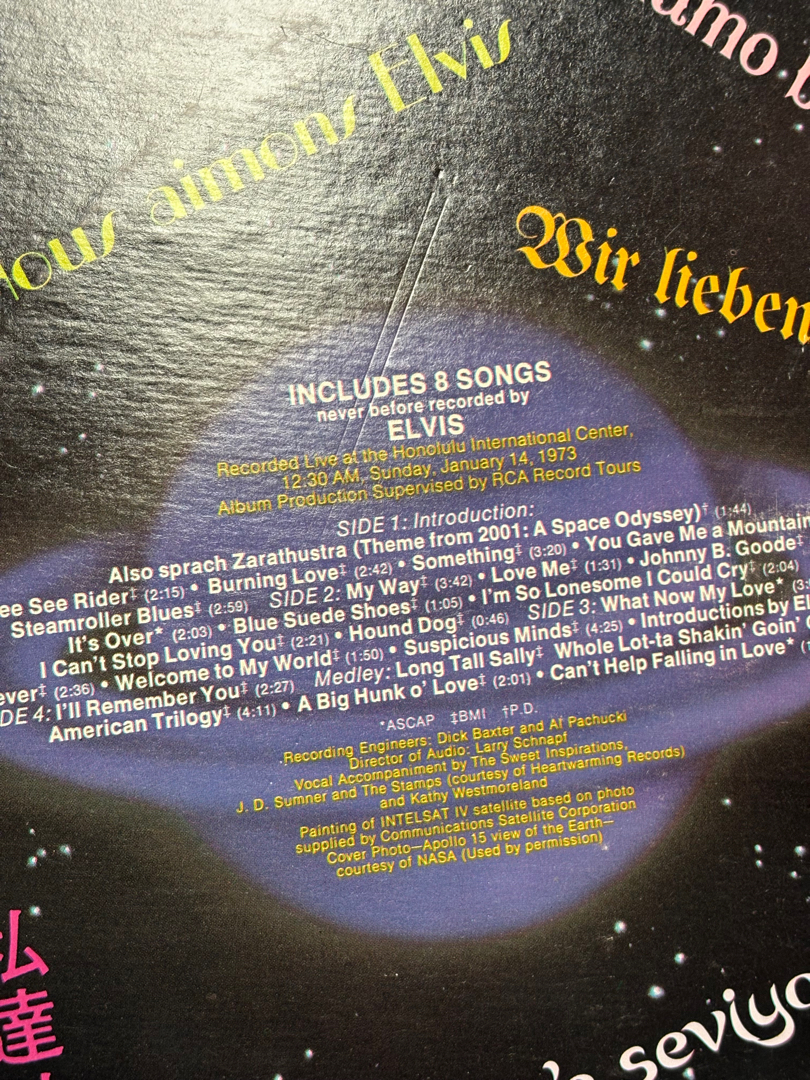 Nous aimons Elvis
Wir lieben
INCLUDES 8 SONGS
never before recorded by
ELVIS
Recorded Live at the Honolulu International Center,
12:30 AM, Sunday, January 14, 1973
Album Production Supervised by RCA Record Tours
SIDE 1: Introduction:
Also sprach Zarathustra (Theme from 2001: A Space Odyssey)† (1:44)
ee See Rider‡ (2:15) • Burning Love‡ (2:42) • Something‡ (3:20) • You Gave Me a Mountain
Steamroller Blues‡ (2:59) SIDE 2: My Way‡ (3:42) • Love Me‡ (1:31) • Johnny B. Goode‡
It's Over* (2:03) • Blue Suede Shoes‡ (1:05) • I'm So Lonesome I Could Cry‡ (2:04)
I Can't Stop Loving You‡ (2:21) • Hound Dog‡ (0:46) SIDE 3: What Now My Love*
ever‡ (2:36) • Welcome to My World‡ (1:50) • Suspicious Minds‡ (4:25) • Introductions by
DE 4: I'll Remember You‡ (2:27) Medley: Long Tall Sally‡ Whole Lot-ta Shakin' Goin'
American Trilogy‡ (4:11) • A Big Hunk o' Love‡ (2:01) • Can't Help Falling in Love*
*ASCAP ‡BMI †P.D.
Recording Engineers: Dick Baxter and Al Pachucki
Director of Audio: Larry Schnapf
Vocal Accompaniment by The Sweet Inspirations,
J. D. Sumner and The Stamps (courtesy of Heartwarming Records)
and Kathy Westmoreland
Painting of INTELSAT IV satellite based on photo
supplied by Communications Satellite Corporation
Cover Photo—Apollo 15 view of the Earth—
courtesy of NASA (Used by permission)
私達